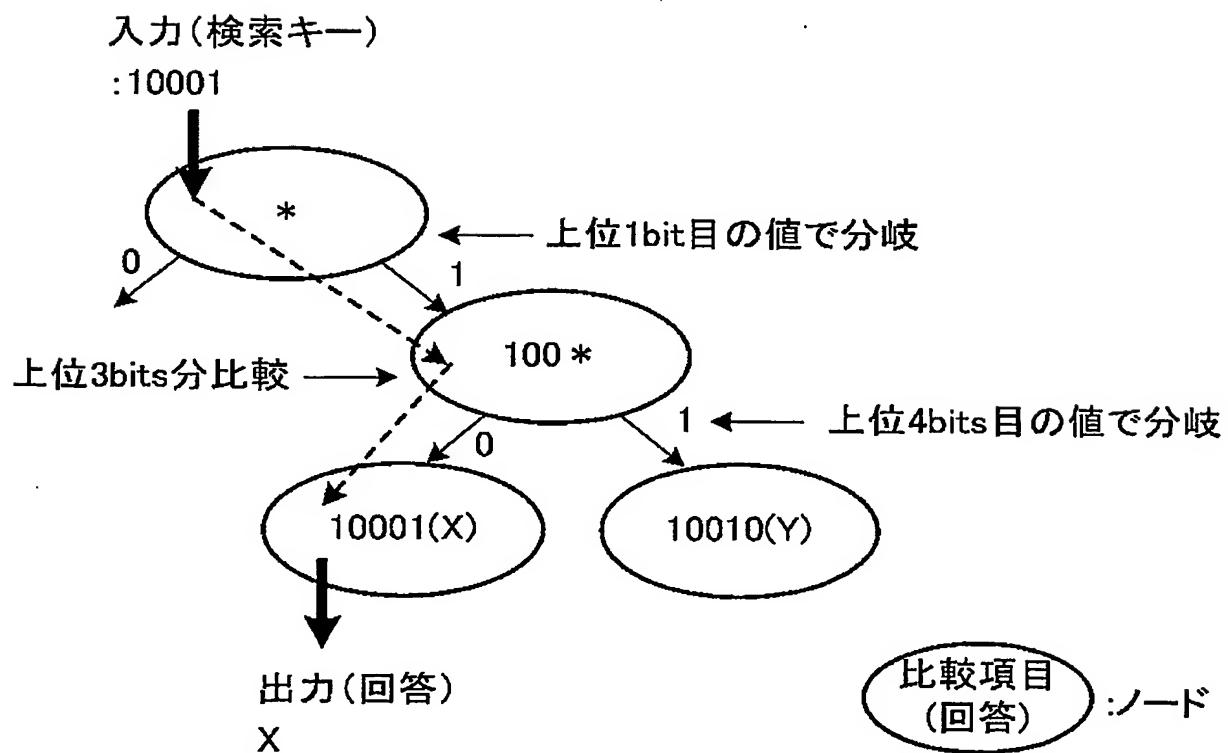 入力(検索キー)
:10001
*
上位1bit目の値で分岐
0
1
上位3bits分比較
100*
0
1
上位4bits目の値で分岐
10001(X)
10010(Y)
出力(回答)
X
比較項目
(回答)
:ノード